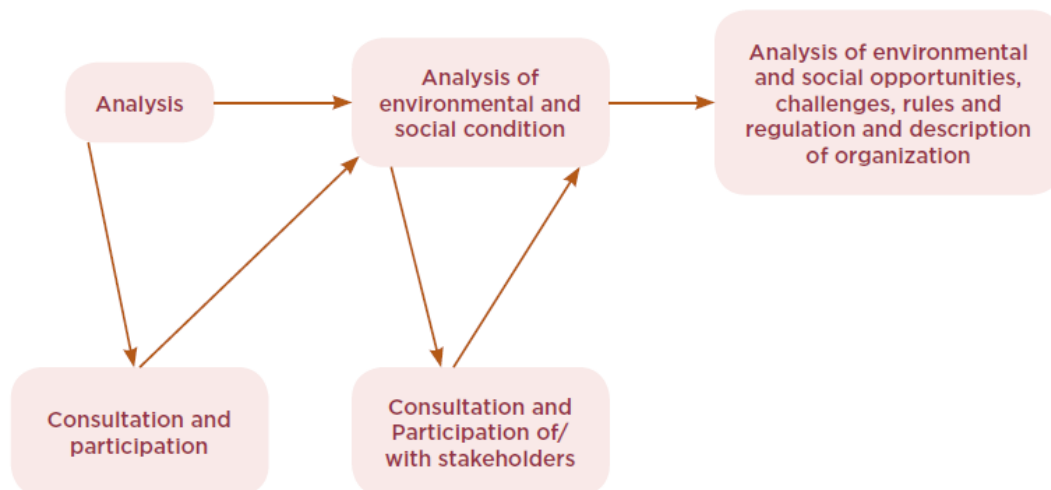 Analysis
Analysis of
environmental and
social condition
Analysis of environmental
and social opportunities,
challenges, rules and
regulation and description
of organization
Consultation and
participation
Consultation and
Participation of/
with stakeholders